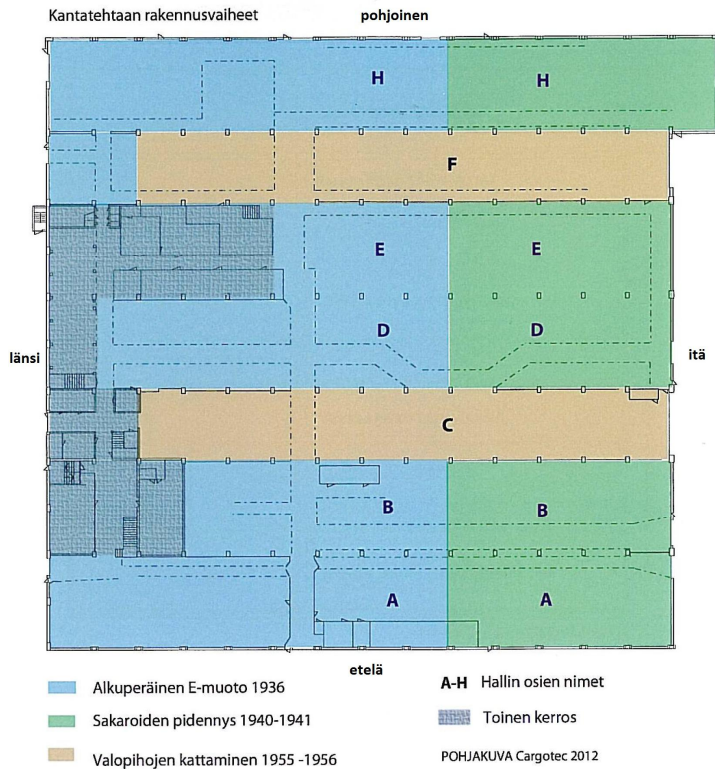 Kantatehtaan rakennusvaiheet
pohjoinen
H H
F
E E
D D
länsi
itä
C
B B
A A
etelä
Alkuperäinen E-muoto 1936
Sakaroiden pidennys 1940-1941
Valopihojen kattaminen 1955 -1956
A-H Hallin osien nimet
Toinen kerros
POHJAKUVA Cargotec 2012